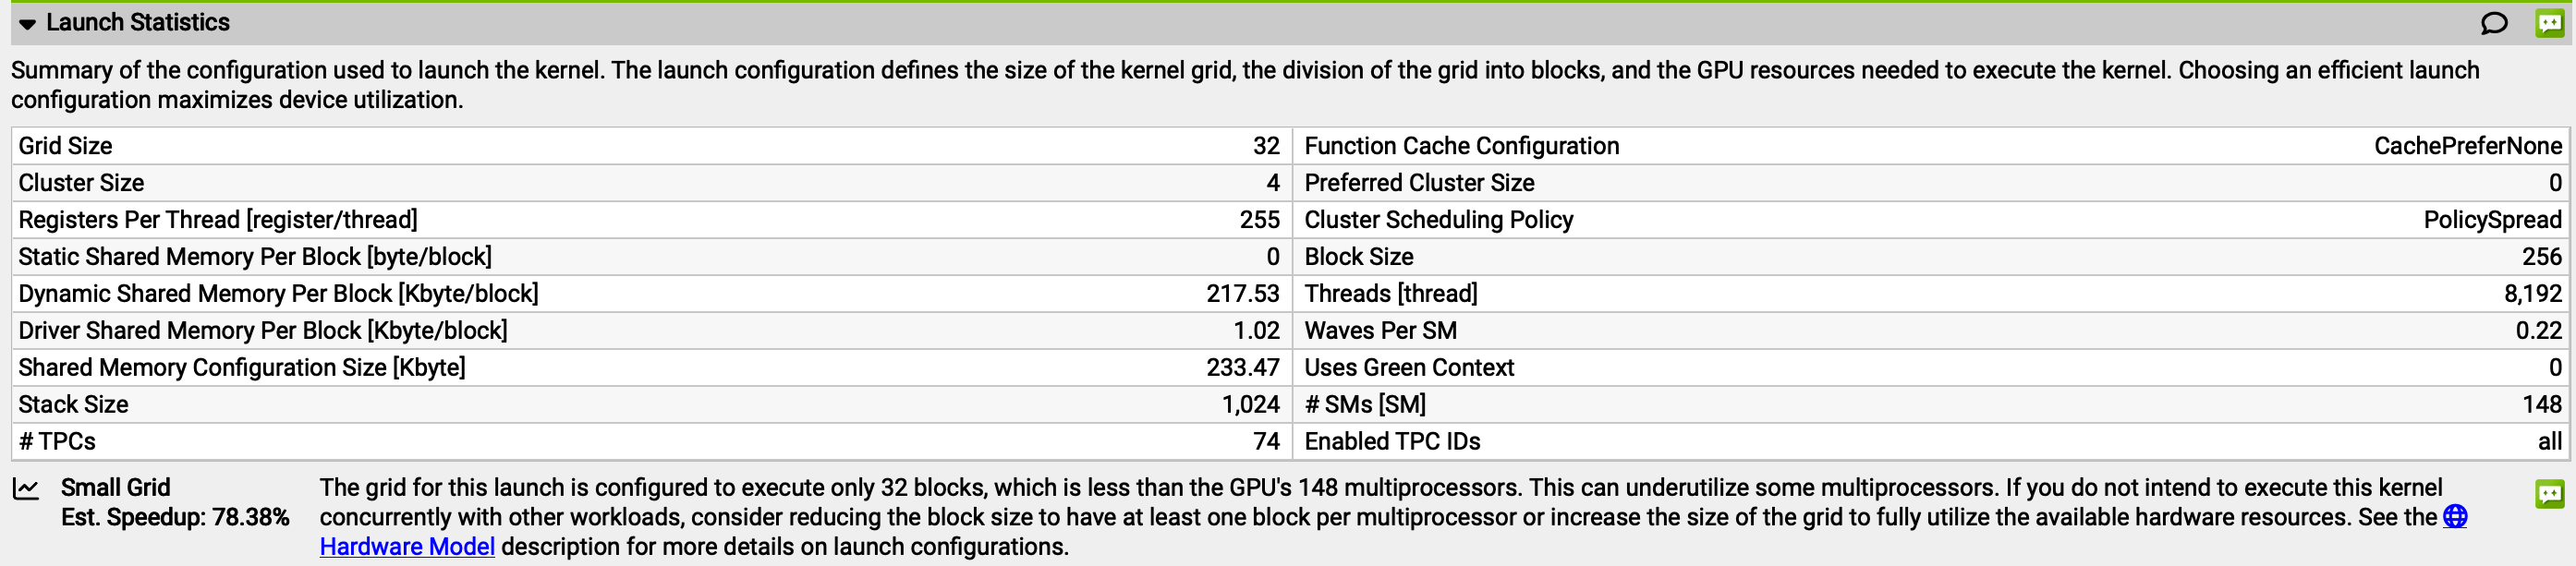 Launch Statistics
Summary of the configuration used to launch the kernel. The launch configuration defines the size of the kernel grid, the division of the grid into blocks, and the GPU resources needed to execute the kernel. Choosing an efficient launch
configuration maximizes device utilization.
Grid Size 32 Function Cache Configuration CachePreferNone
Cluster Size 4 Preferred Cluster Size 0
Registers Per Thread [register/thread] 255 Cluster Scheduling Policy PolicySpread
Static Shared Memory Per Block [byte/block] 0 Block Size 256
Dynamic Shared Memory Per Block [Kbyte/block] 217.53 Threads [thread] 8,192
Driver Shared Memory Per Block [Kbyte/block] 1.02 Waves Per SM 0.22
Shared Memory Configuration Size [Kbyte] 233.47 Uses Green Context 0
Stack Size 1,024 # SMs [SM] 148
# TPCs 74 Enabled TPC IDs all
Small Grid The grid for this launch is configured to execute only 32 blocks, which is less than the GPU's 148 multiprocessors. This can underutilize some multiprocessors. If you do not intend to execute this kernel
Est. Speedup: 78.38% concurrently with other workloads, consider reducing the block size to have at least one block per multiprocessor or increase the size of the grid to fully utilize the available hardware resources. See the
Hardware Model description for more details on launch configurations.